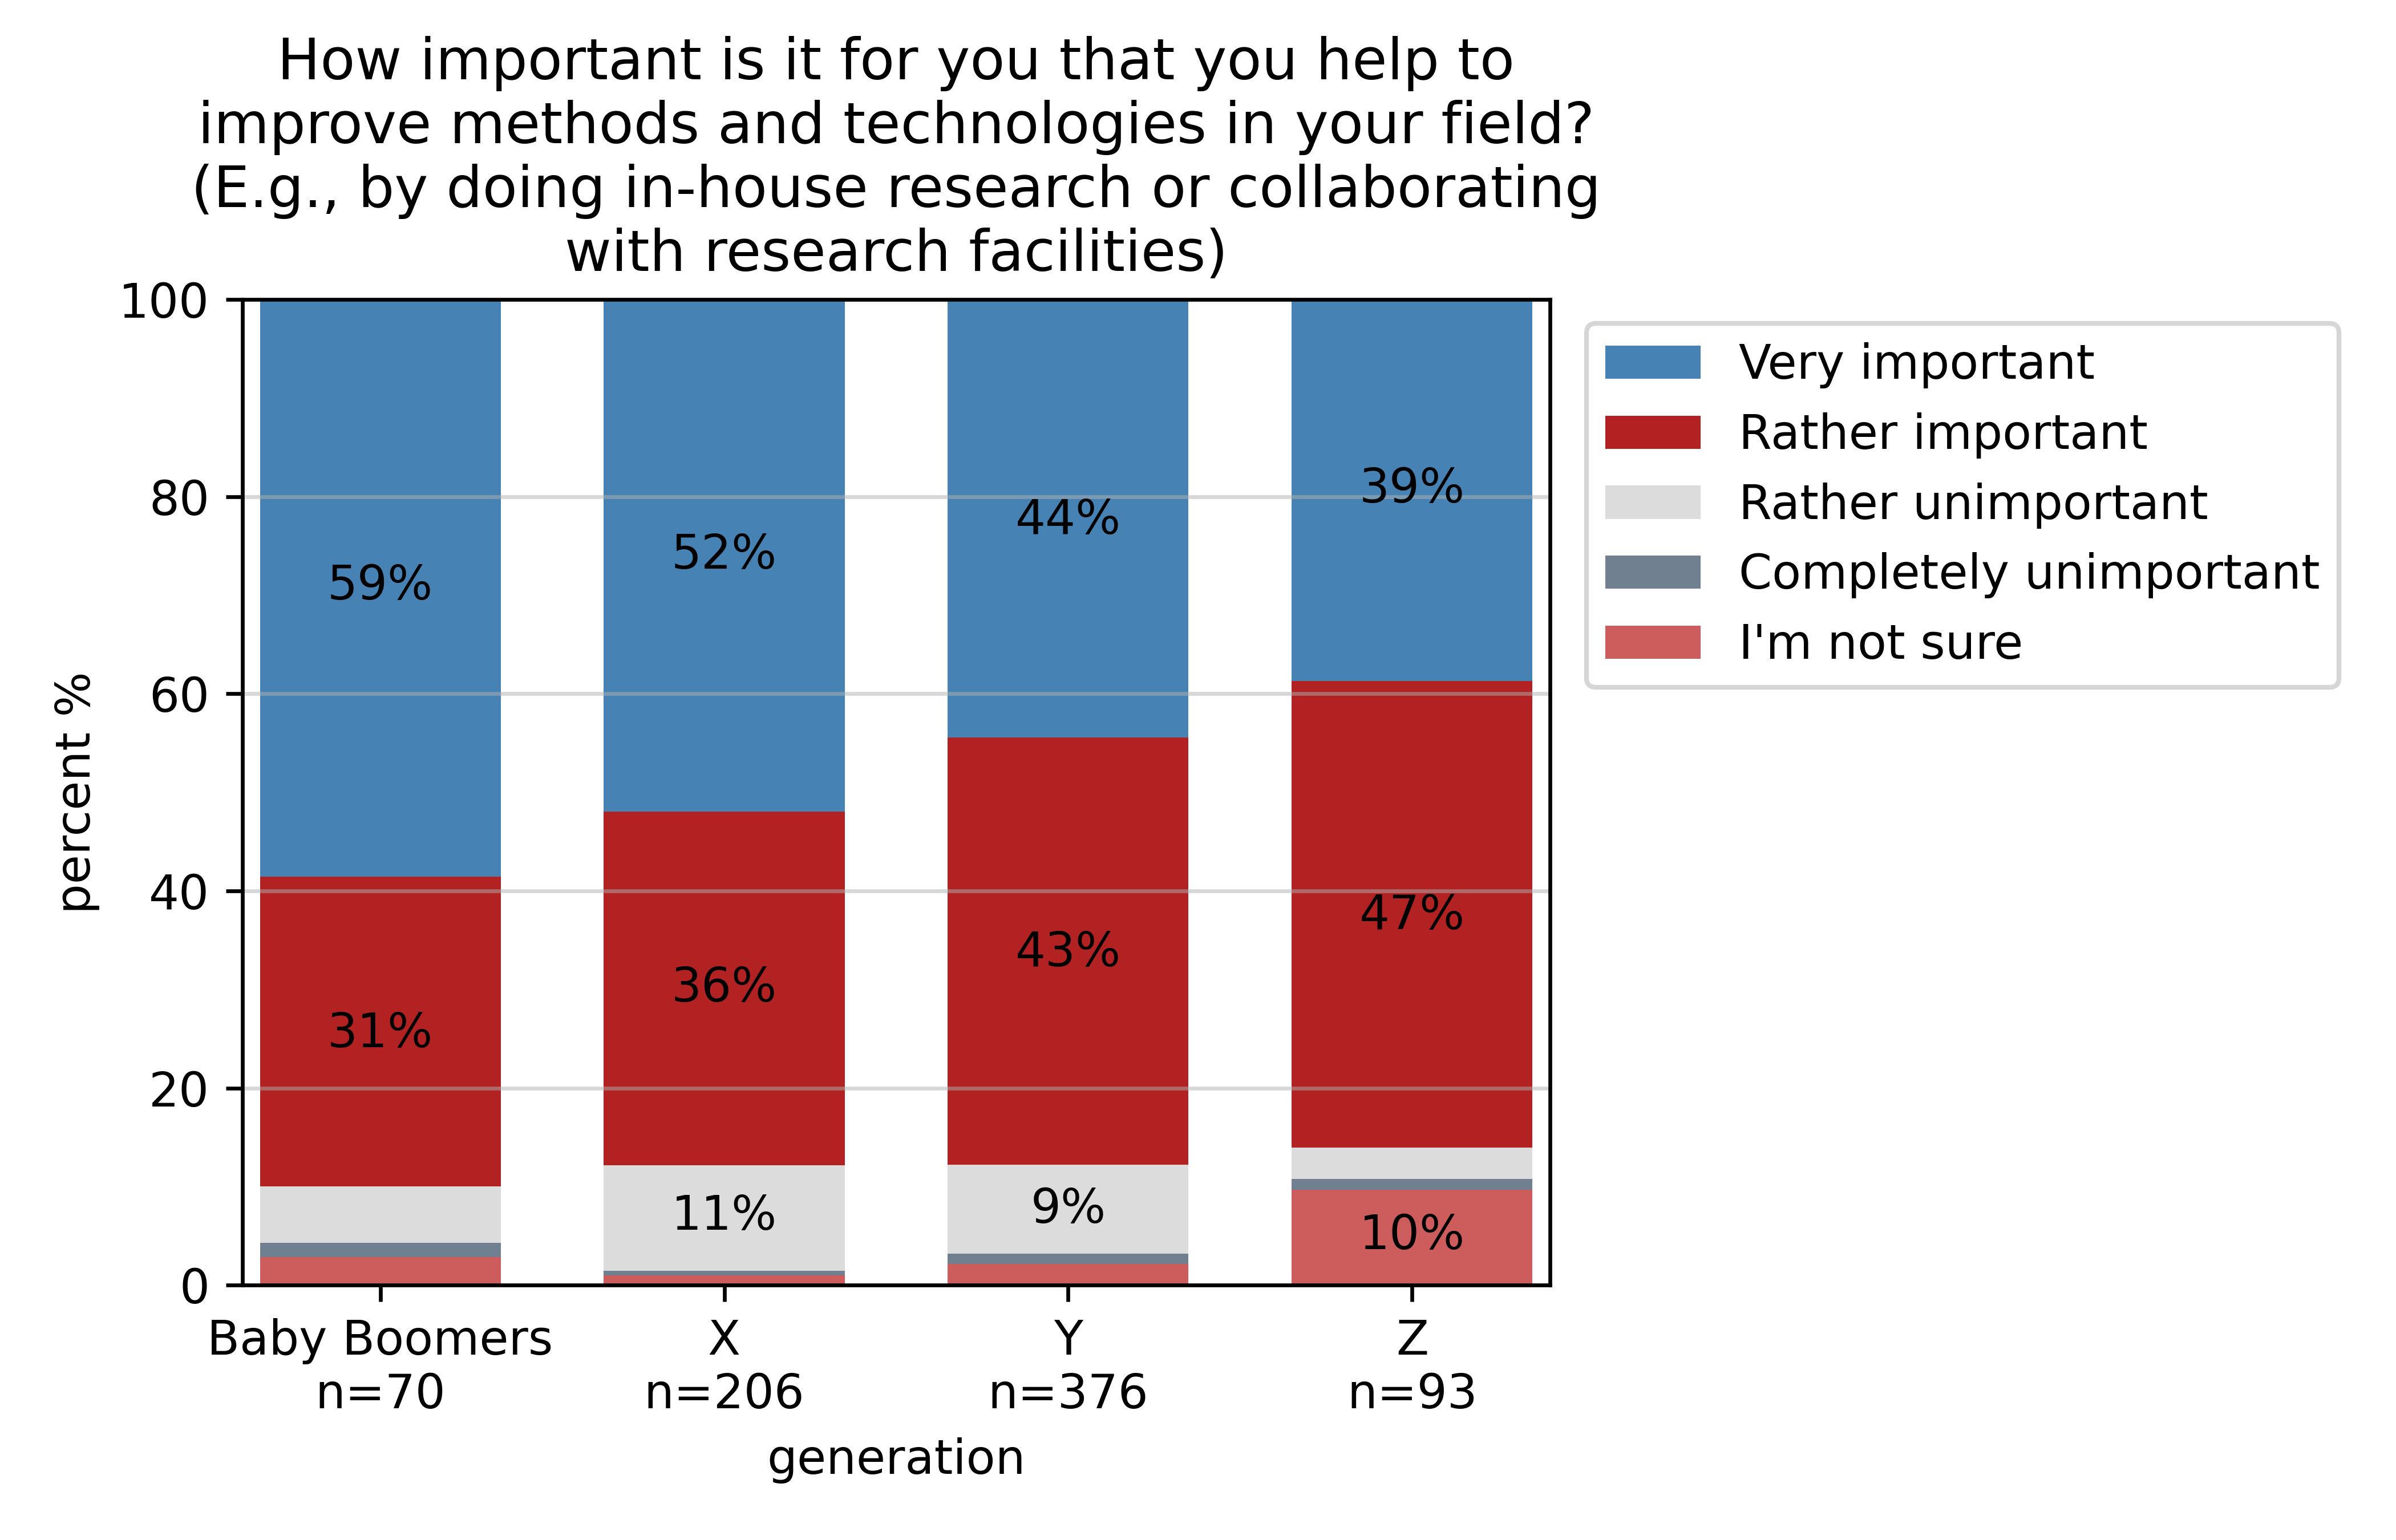 How important is it for you that you help to
improve methods and technologies in your field?
(E.g., by doing in-house research or collaborating
with research facilities)
100
80
60
40
20
0
percent %
59%
31%
52%
36%
11%
44%
43%
9%
39%
47%
10%
Very important
Rather important
Rather unimportant
Completely unimportant
I'm not sure
Baby Boomers
n=70
X
n=206
Y
n=376
Z
n=93
generation